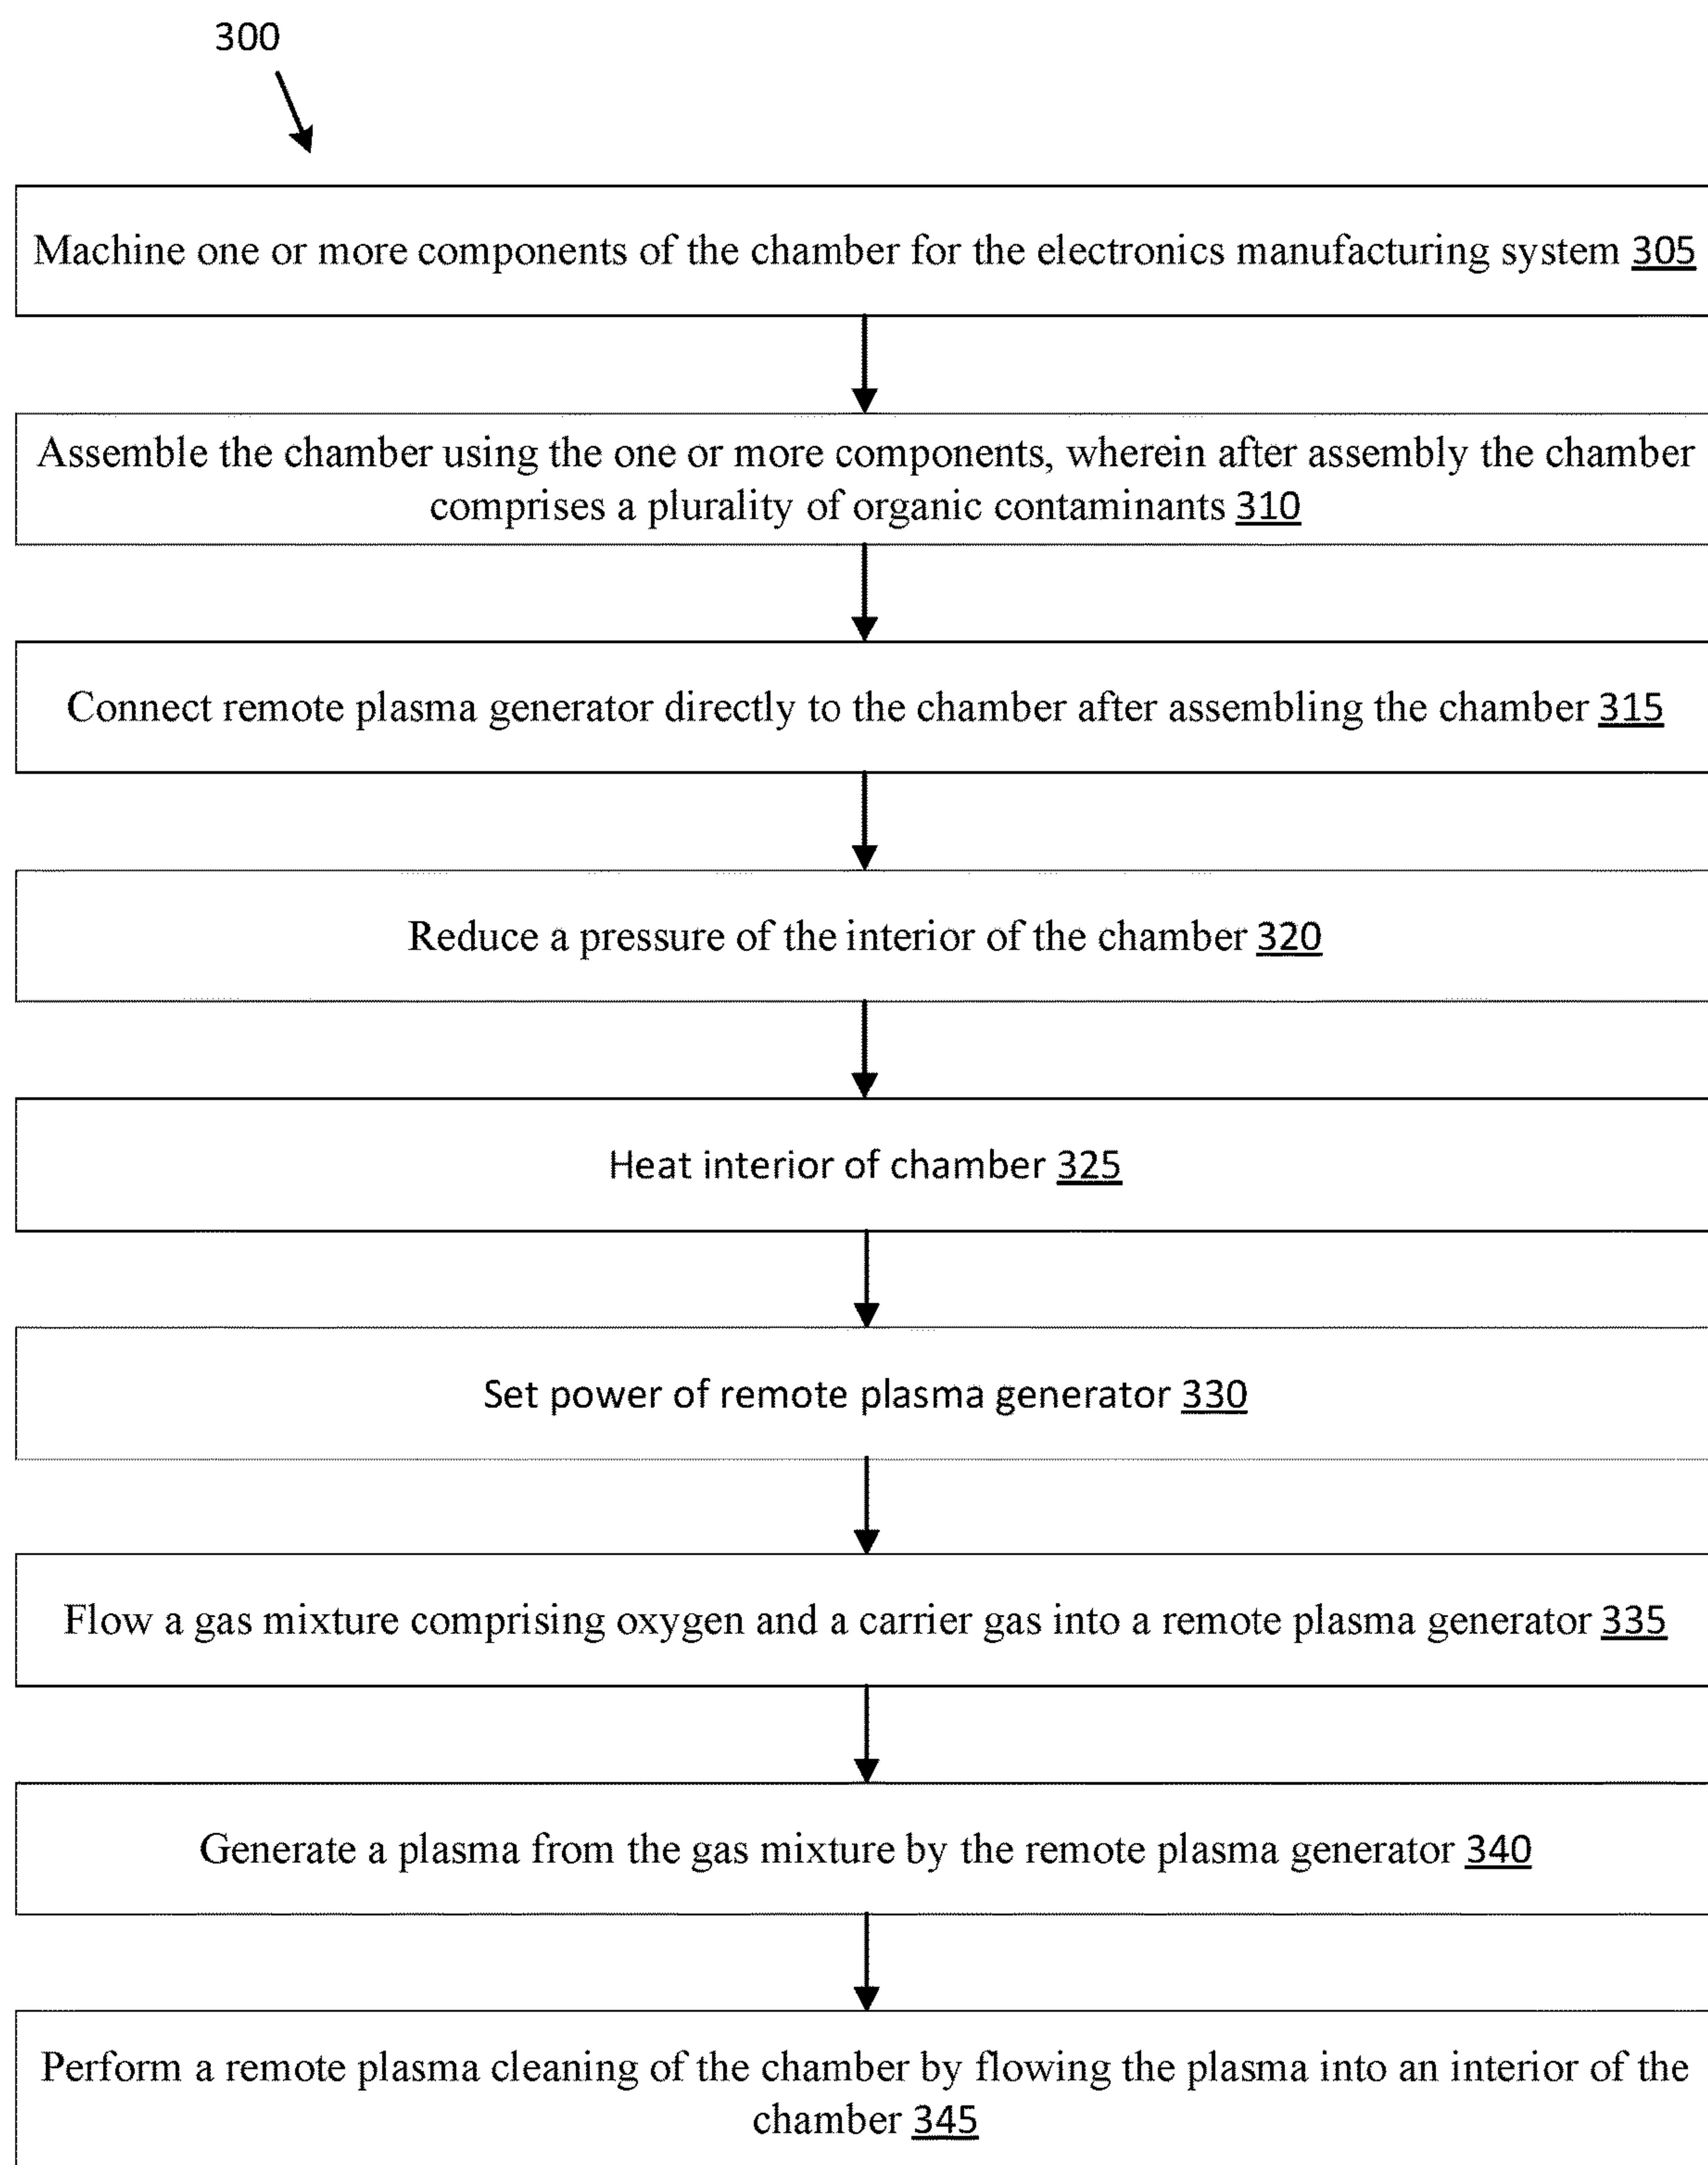 300
Machine one or more components of the chamber for the electronics manufacturing system 305
Assemble the chamber using the one or more components, wherein after assembly the chamber
comprises a plurality of organic contaminants 310
Connect remote plasma generator directly to the chamber after assembling the chamber 315
Reduce a pressure of the interior of the chamber 320
Heat interior of chamber 325
Set power of remote plasma generator 330
Flow a gas mixture comprising oxygen and a carrier gas into a remote plasma generator 335
Generate a plasma from the gas mixture by the remote plasma generator 340
Perform a remote plasma cleaning of the chamber by flowing the plasma into an interior of the
chamber 345